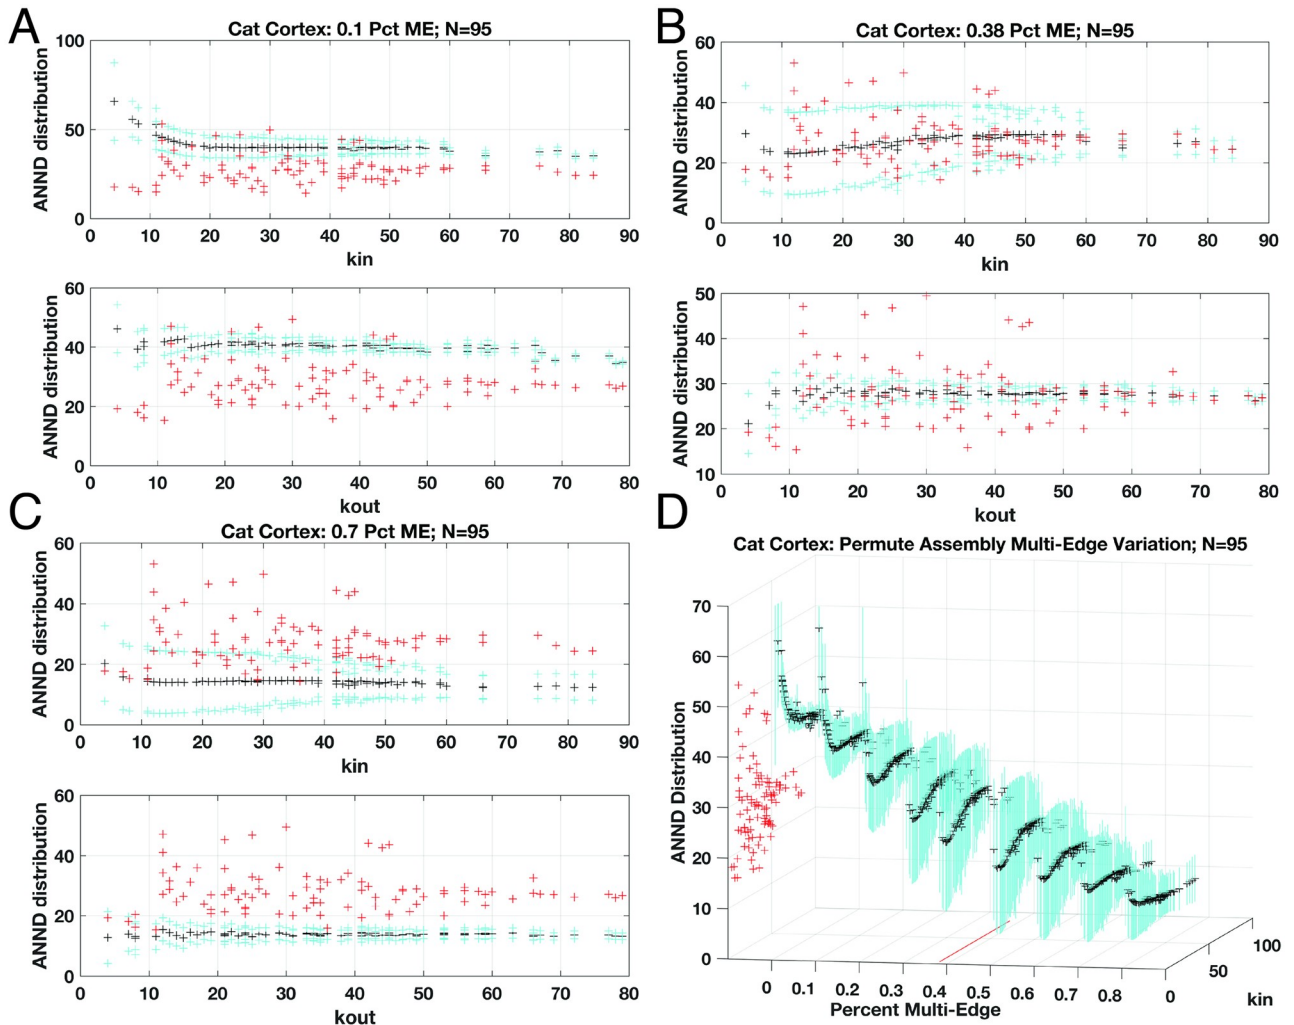 A
Cat Cortex: 0.1 Pct ME; N=95
ANND distribution
100
50
0
0 10 20 30 40 50 60 70 80 90
kin
ANND distribution
60
40
20
0
0 10 20 30 40 50 60 70 80
kout
B
Cat Cortex: 0.38 Pct ME; N=95
ANND distribution
60
40
20
0
0 10 20 30 40 50 60 70 80 90
kin
ANND distribution
50
40
30
20
10
0 10 20 30 40 50 60 70 80
kout
C
Cat Cortex: 0.7 Pct ME; N=95
ANND distribution
60
40
20
0
0 10 20 30 40 50 60 70 80 90
kin
ANND distribution
60
40
20
0
0 10 20 30 40 50 60 70 80
kout
D
Cat Cortex: Permute Assembly Multi-Edge Variation; N=95
ANND Distribution
70
60
50
40
30
20
10
0
0 0.1 0.2 0.3 0.4 0.5 0.6 0.7 0.8
Percent Multi-Edge
0 50 100
kin